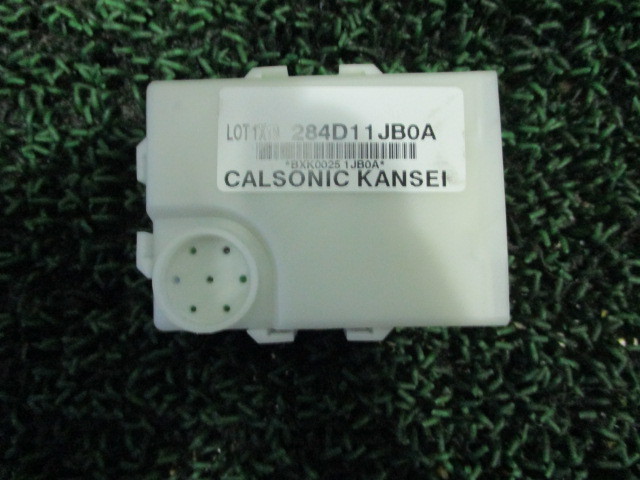 LOT 284D11JB0A
*BXK0025 1JB0A*
CALSONIC KANSEI